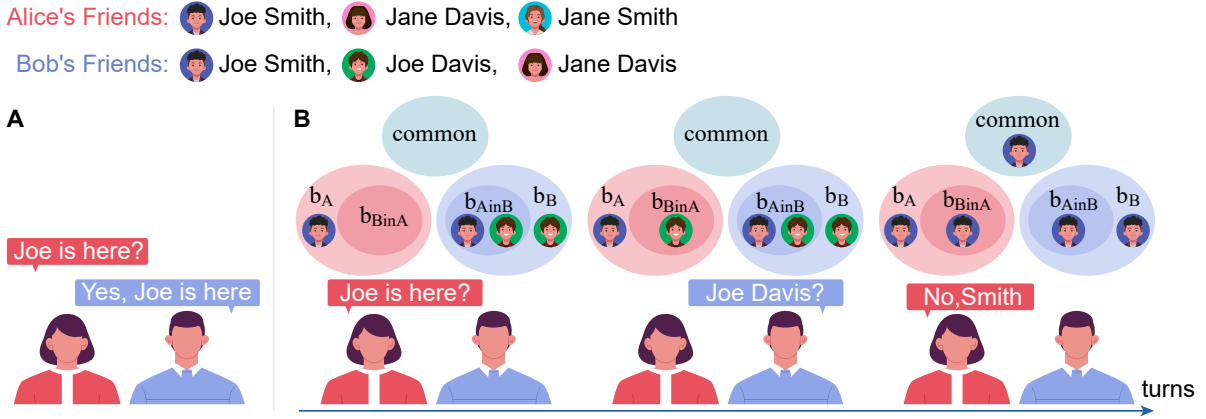 Alice's Friends: Joe Smith, Jane Davis, Jane Smith
Bob's Friends: Joe Smith, Joe Davis, Jane Davis
A
Joe is here?
Yes, Joe is here
B
common
bA
bBinA
bAinB
bB
Joe is here?
common
bA
bBinA
bAinB
bB
Joe Davis?
common
bA
bBinA
bAinB
bB
No,Smith
turns